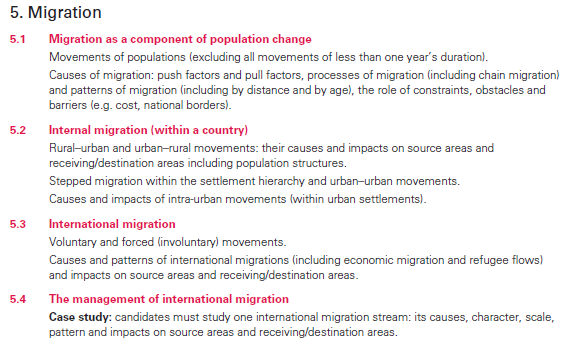 5. Migration
5.1 Migration as a component of population change
Movements of populations (excluding all movements of less than one year's duration).
Causes of migration: push factors and pull factors, processes of migration (including chain migration)
and patterns of migration (including by distance and by age), the role of constraints, obstacles and
barriers (e.g. cost, national borders).
5.2 Internal migration (within a country)
Rural–urban and urban–rural movements: their causes and impacts on source areas and
receiving/destination areas including population structures.
Stepped migration within the settlement hierarchy and urban–urban movements.
Causes and impacts of intra-urban movements (within urban settlements).
5.3 International migration
Voluntary and forced (involuntary) movements.
Causes and patterns of international migrations (including economic migration and refugee flows)
and impacts on source areas and receiving/destination areas.
5.4 The management of international migration
Case study: candidates must study one international migration stream: its causes, character, scale,
pattern and impacts on source areas and receiving/destination areas.